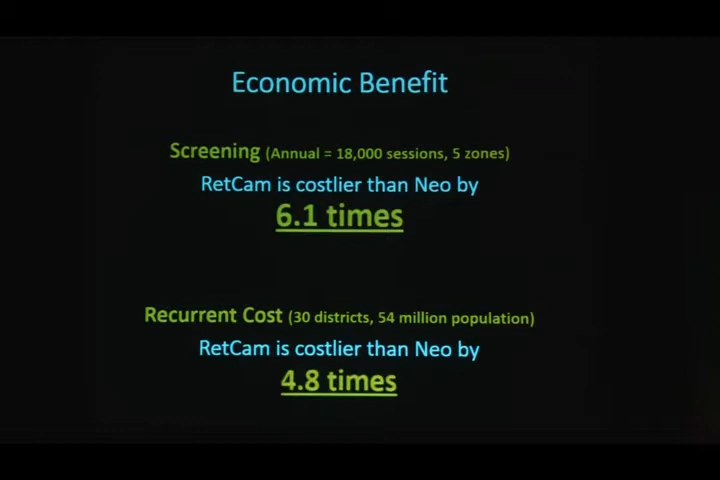 Economic Benefit
Screening (Annual = 18,000 sessions, 5 zones)
RetCam is costlier than Neo by
6.1 times
Recurrent Cost (30 districts, 54 million population)
RetCam is costlier than Neo by
4.8 times